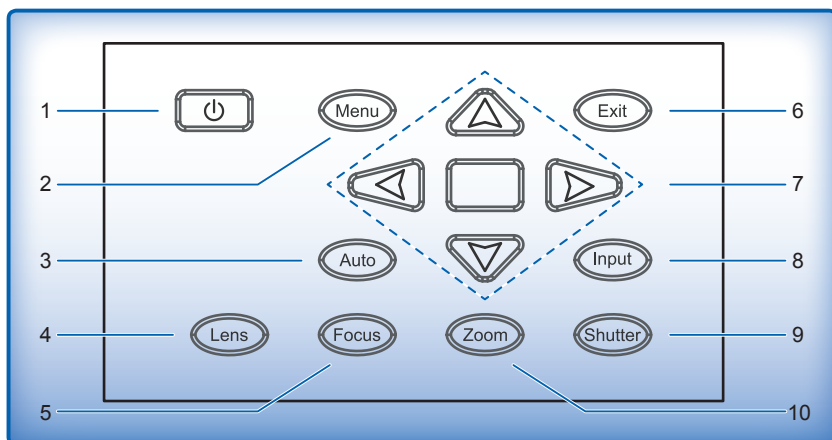 1 Menu Exit 6
2 7
3 Auto Input 8
4 Lens Focus Zoom Shutter 9
5 10